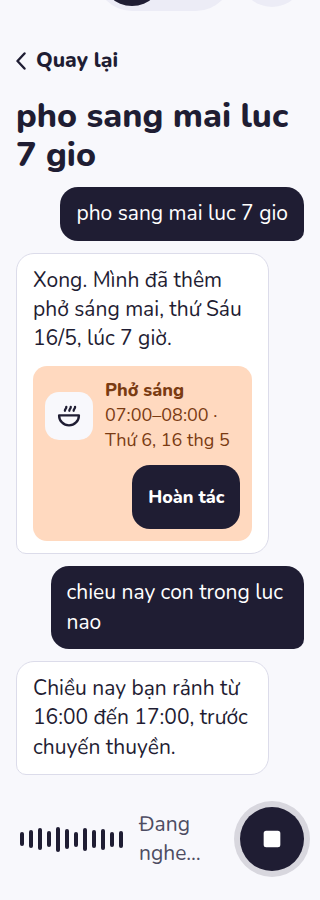 Quay lại
pho sang mai luc
7 gio
pho sang mai luc 7 gio
Xong. Mình đã thêm
phở sáng mai, thứ Sáu
16/5, lúc 7 giờ.
Phở sáng
07:00–08:00 ·
Thứ 6, 16 thg 5
Hoàn tác
chieu nay con trong luc
nao
Chiều nay bạn rảnh từ
16:00 đến 17:00, trước
chuyến thuyền.
Đang
nghe...